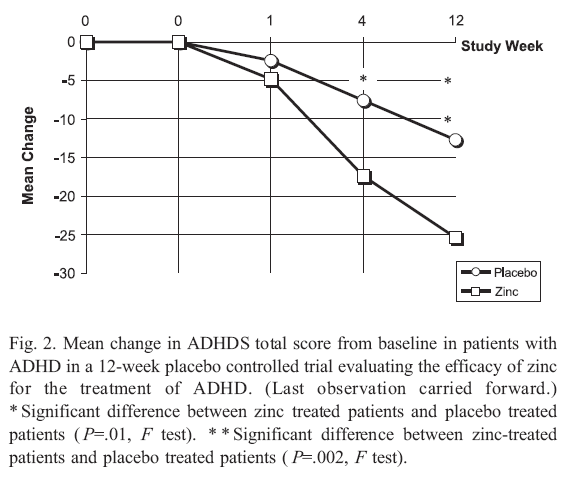 0 0 1 4 12
Study Week
0
-5
* *
-10
*
-15
-20
-25
-30
Mean Change
Placebo
Zinc
Fig. 2. Mean change in ADHDS total score from baseline in patients with
ADHD in a 12-week placebo controlled trial evaluating the efficacy of zinc
for the treatment of ADHD. (Last observation carried forward.)
* Significant difference between zinc treated patients and placebo treated
patients (P=.01, F test). * * Significant difference between zinc-treated
patients and placebo treated patients ( P=.002, F test).